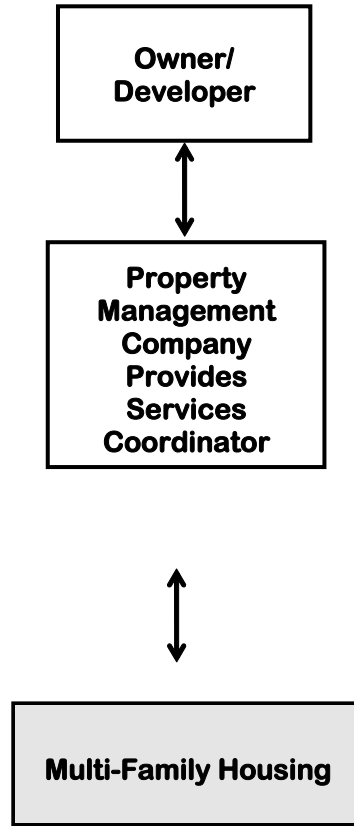 Owner/
Developer
Property
Management
Company
Provides
Services
Coordinator
Multi-Family Housing